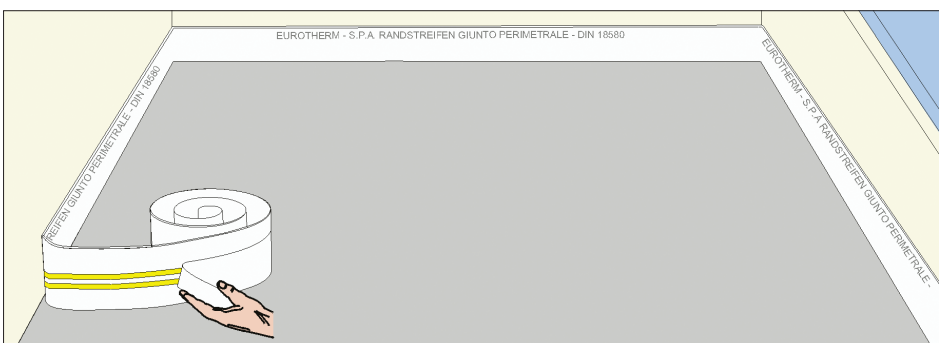 EUROTHERM - S.P.A. RANDSTREIFEN GIUNTO PERIMETRALE - DIN 18580
REIFEN GIUNTO PERIMETRALE - DIN 18580
EUROTHERM - S.P.A RANDSTREIFEN GIUNTO PERIMETRALE -